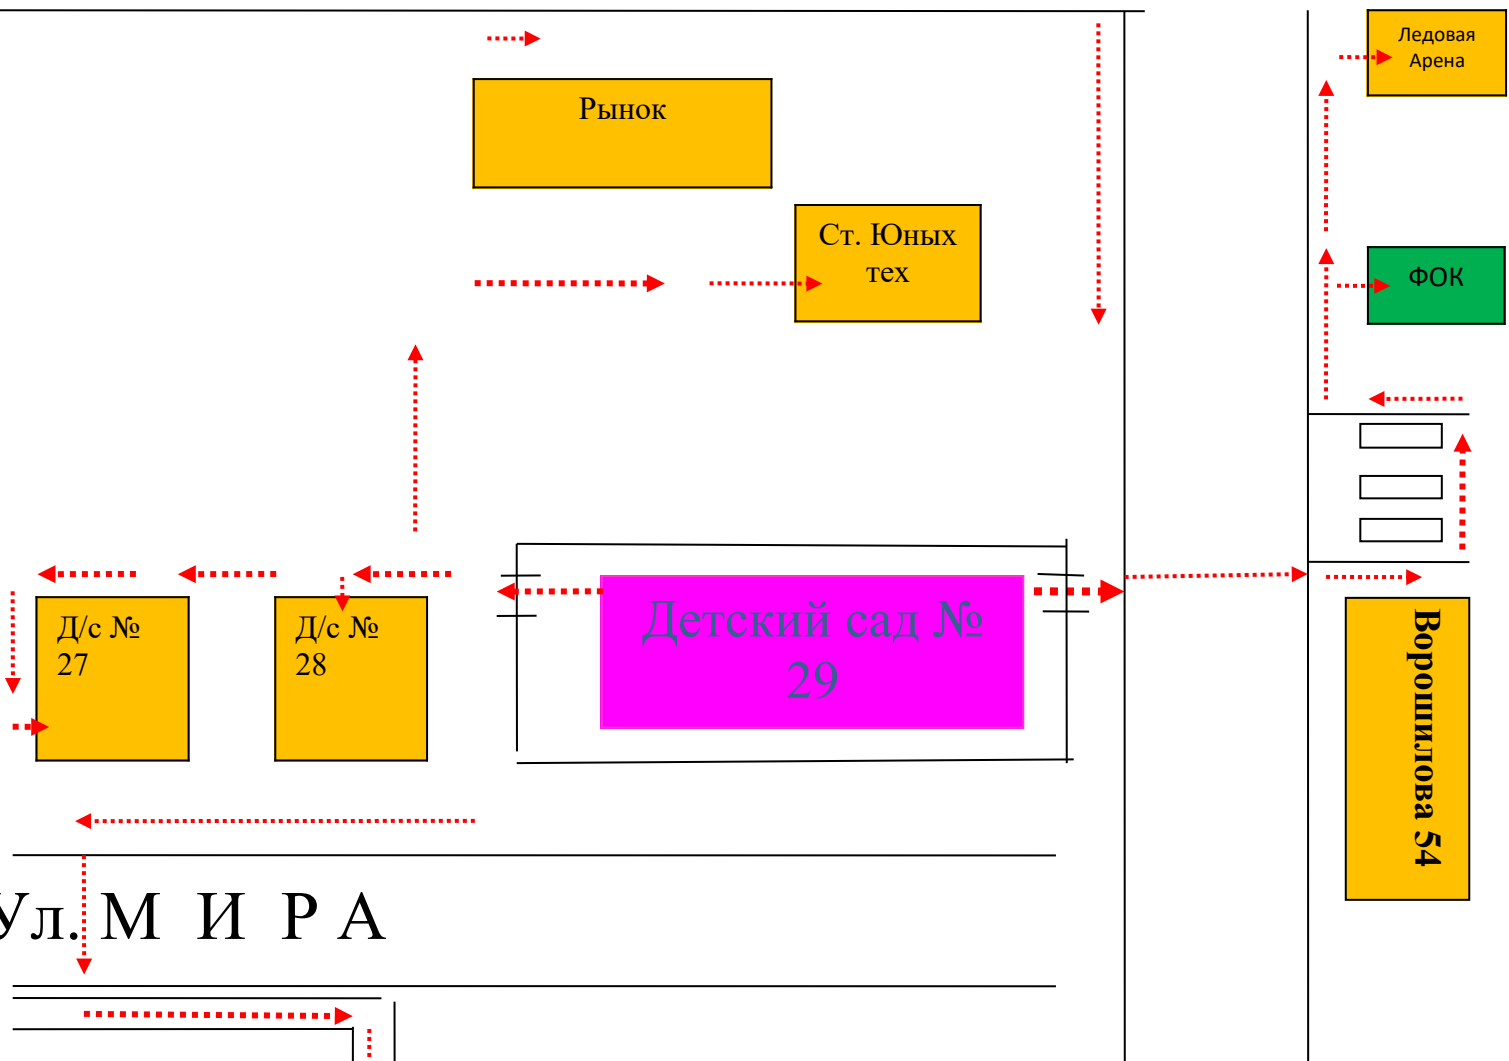 Ледовая
Арена
Рынок
Ст. Юных
тех
ФОК
Д/с №
27
Д/с №
28
Детский сад №
29
Ворошилова 54
Ул. М И Р А